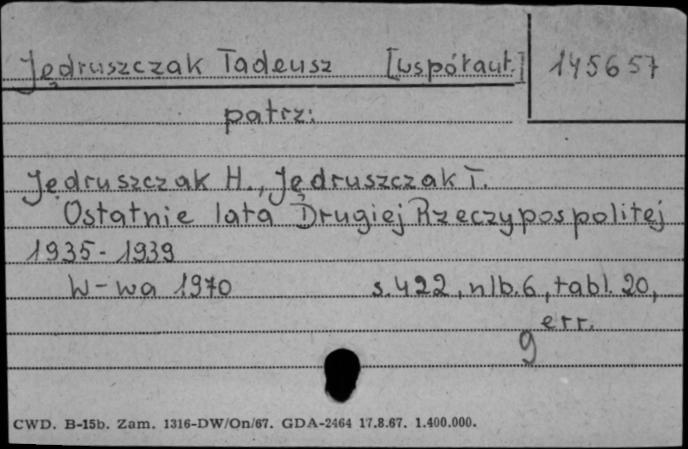 Jędruszczak Tadeusz [współaut.] 145657
patrz:
Jędruszczak H., Jędruszczak T.
Ostatnie lata Drugiej Rzeczypospolitej
1935-1939
W-wa 1970 s.422, nlb.6, tabl.20,
err.
9
CWD. B-15b. Zam. 1316-DW/On/67. GDA-2464 17.8.67. 1.400.000.